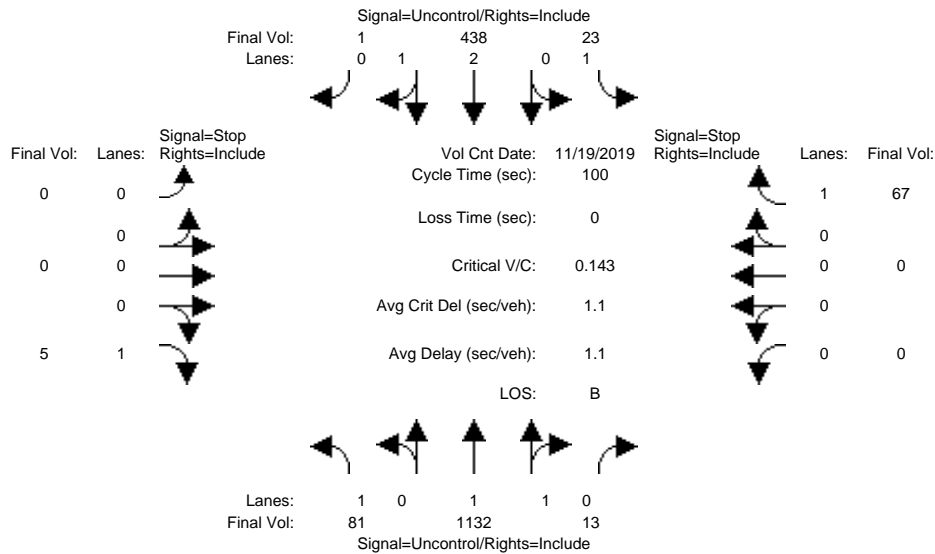 Signal=Uncontrol/Rights=Include
Final Vol: 1 438 23
Lanes: 0 1 2 0 1
Signal=Stop Signal=Stop
Final Vol: Lanes: Rights=Include Vol Cnt Date: 11/19/2019 Rights=Include Lanes: Final Vol:
Cycle Time (sec): 100
0 0 1 67
Loss Time (sec): 0
0 0
0 0 Critical V/C: 0.143 0 0
0 Avg Crit Del (sec/veh): 1.1 0
5 1 Avg Delay (sec/veh): 1.1 0 0
LOS: B
Lanes: 1 0 1 1 0
Final Vol: 81 1132 13
Signal=Uncontrol/Rights=Include